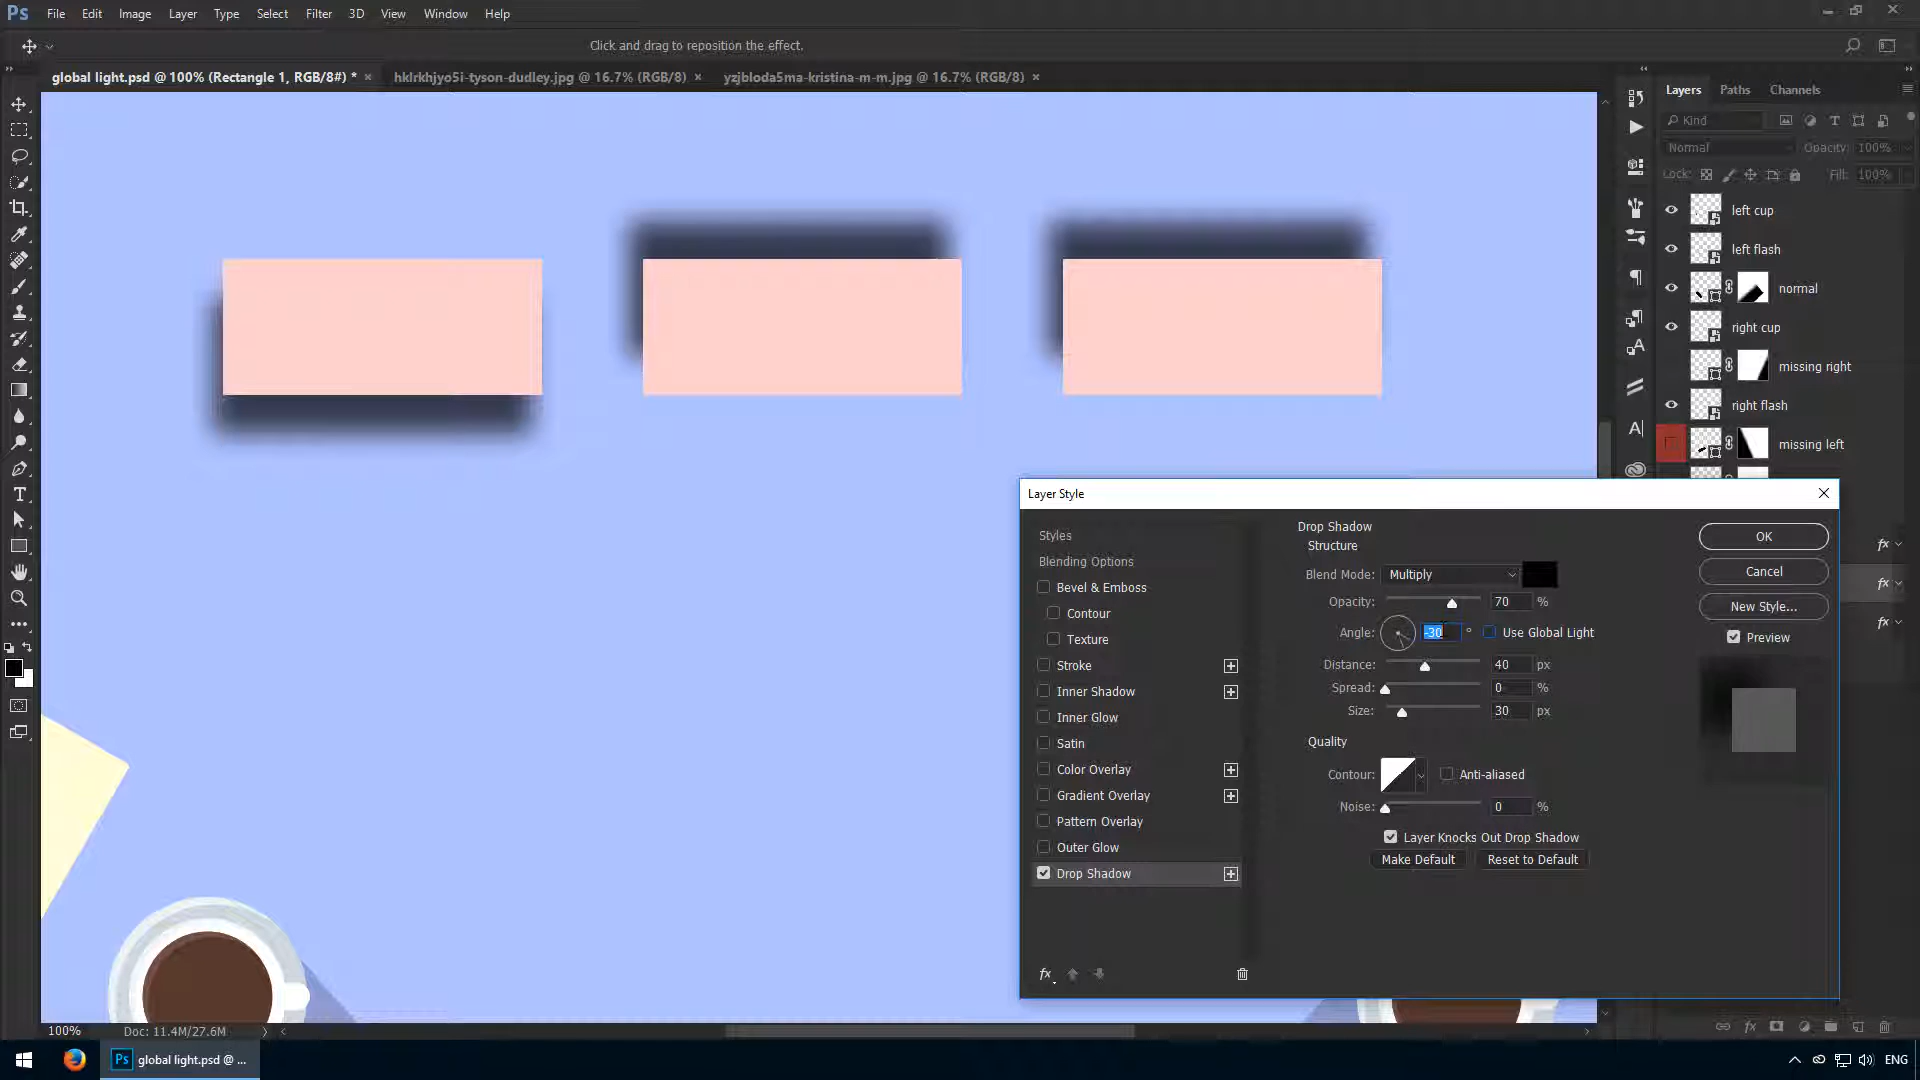 Ps File Edit Image Layer Type Select Filter 3D View Window Help
Click and drag to reposition the effect.
global light.psd @ 100% (Rectangle 1, RGB/8#) * × hklrkhjyo5i-tyson-dudley.jpg @ 16.7% (RGB/8) × yzjbloda5ma-kristina-m-m.jpg @ 16.7% (RGB/8) ×
Layers Paths Channels
Kind
Normal Opacity: 100%
Lock: Fill: 100%
left cup
left flash
normal
right cup
missing right
right flash
missing left
fx
fx
fx
Layer Style
Styles
Blending Options
Bevel & Emboss
Contour
Texture
Stroke
Inner Shadow
Inner Glow
Satin
Color Overlay
Gradient Overlay
Pattern Overlay
Outer Glow
Drop Shadow
fx
Drop Shadow
Structure
Blend Mode: Multiply
Opacity: 70 %
Angle: -30 ° Use Global Light
Distance: 40 px
Spread: 0 %
Size: 30 px
Quality
Contour: Anti-aliased
Noise: 0 %
Layer Knocks Out Drop Shadow
Make Default Reset to Default
OK
Cancel
New Style...
Preview
100% Doc: 11.4M/27.6M
fx
Ps global light.psd @ ... ENG